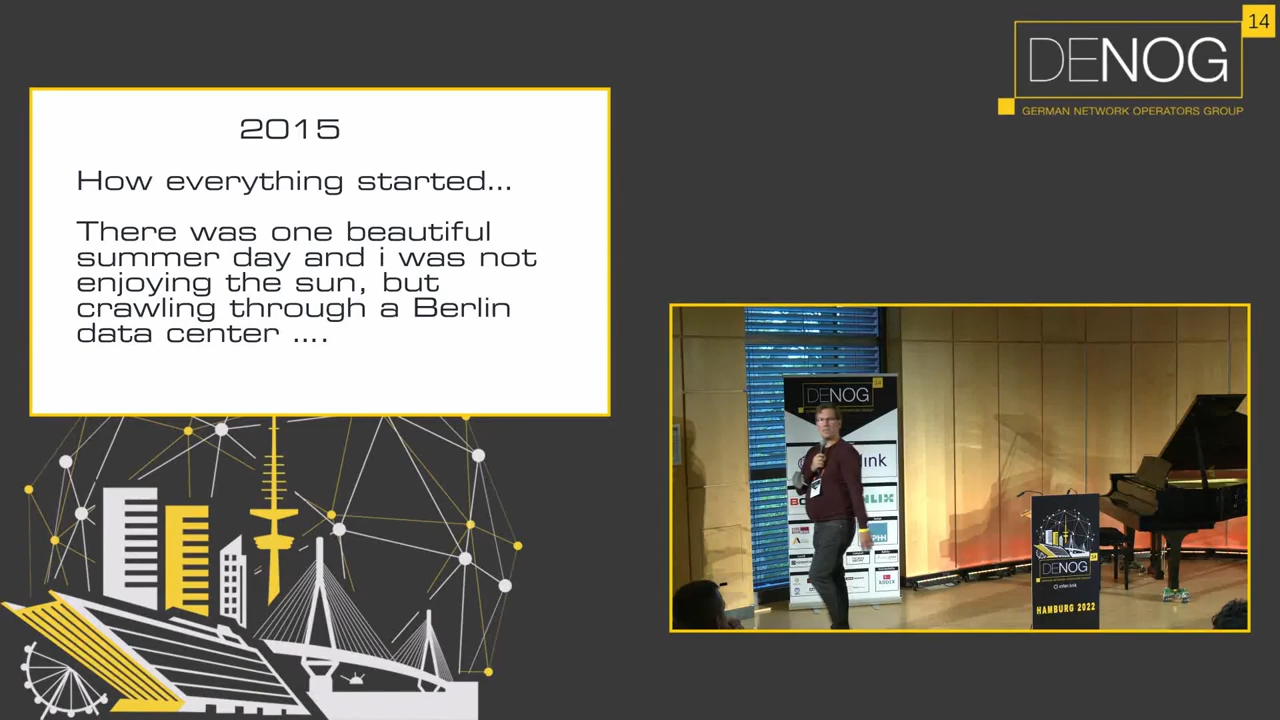 2015
How everything started...
There was one beautiful
summer day and i was not
enjoying the sun, but
crawling through a Berlin
data center ....
14
DENOG
GERMAN NETWORK OPERATORS GROUP
DENOG
14
DENOG
HAMBURG 2022